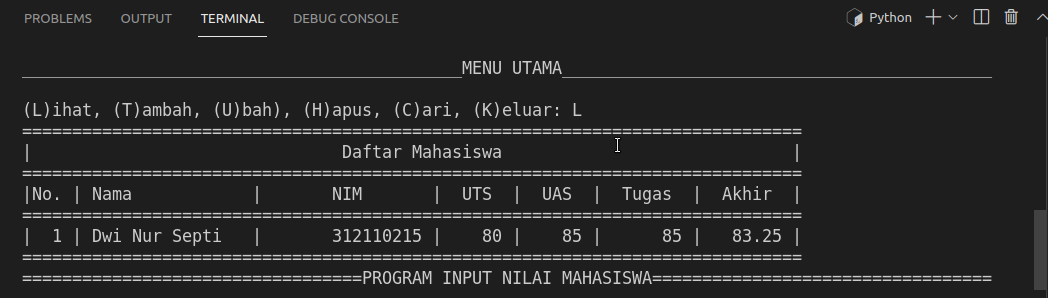 PROBLEMS OUTPUT TERMINAL DEBUG CONSOLE Python
____________________________________________MENU UTAMA___________________________________________
(L)ihat, (T)ambah, (U)bah), (H)apus, (C)ari, (K)eluar: L
==============================================================================
|                               Daftar Mahasiswa                             |
==============================================================================
|No. | Nama            |       NIM       |  UTS  |  UAS  |  Tugas  |  Akhir  |
==============================================================================
|  1 | Dwi Nur Septi   |       312110215 |    80 |    85 |      85 |   83.25 |
==============================================================================
==================================PROGRAM INPUT NILAI MAHASISWA==================================